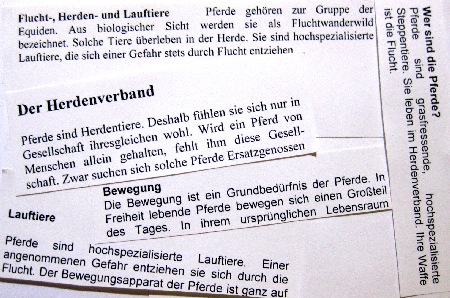 Flucht-, Herden- und Lauftiere Pferde gehören zur Gruppe der
Equiden. Aus biologischer Sicht werden sie als Fluchtwanderwild
bezeichnet. Solche Tiere überleben in der Herde. Sie sind hochspezialisierte
Lauftiere, die sich einer Gefahr stets durch Flucht entziehen
Der Herdenverband
Pferde sind Herdentiere. Deshalb fühlen sie sich nur in
Gesellschaft ihresgleichen wohl. Wird ein Pferd von
Menschen allein gehalten, fehlt ihm diese Gesell-
schaft. Zwar suchen sich solche Pferde Ersatzgenossen
Bewegung
Die Bewegung ist ein Grundbedürfnis der Pferde. In
Freiheit lebende Pferde bewegen sich einen Großteil
des Tages. In ihrem ursprünglichen Lebensraum
Lauftiere
Pferde sind hochspezialisierte Lauftiere. Einer
angenommenen Gefahr entziehen sie sich durch die
Flucht. Der Bewegungsapparat der Pferde ist ganz auf
Wer sind die Pferde?
Pferde sind grasfressende, hochspezialisierte
Steppentiere. Sie leben im Herdenverband. Ihre Waffe
ist die Flucht.